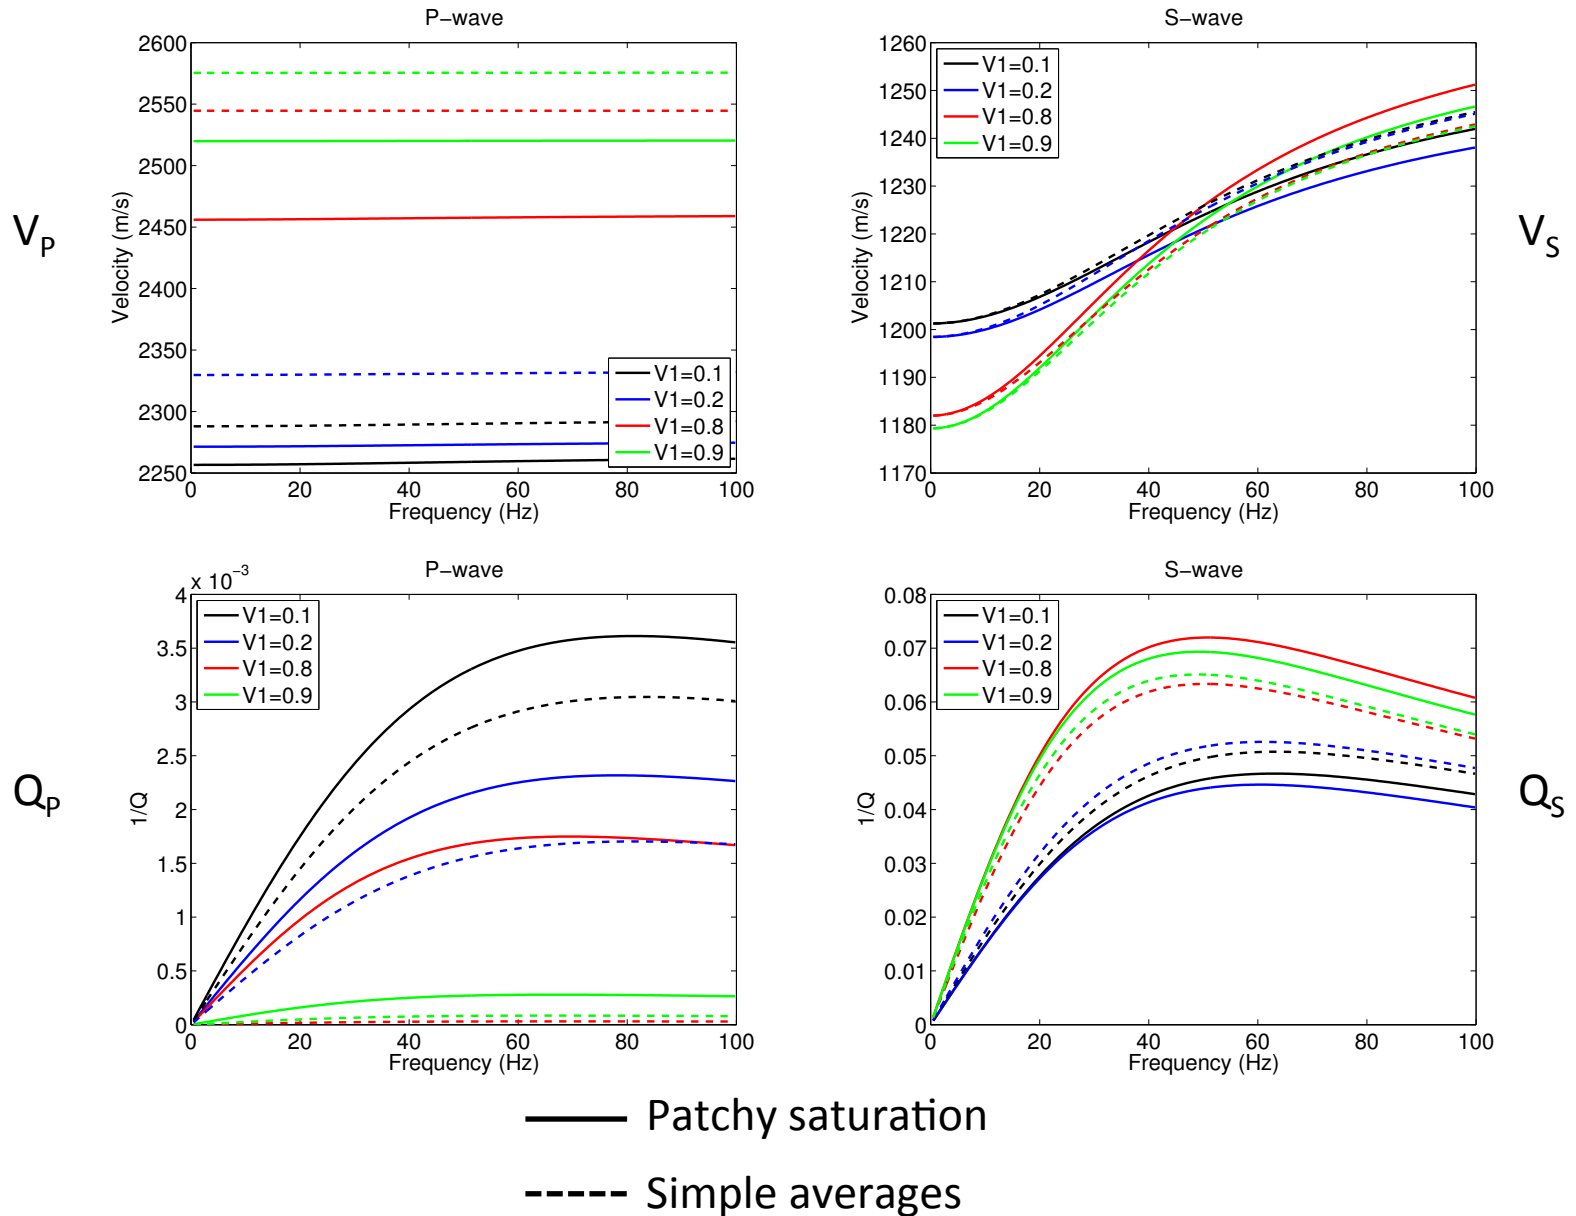 P-wave
2600
2550
2500
2450
2400
2350
2300
2250
Velocity (m/s)
0 20 40 60 80 100
Frequency (Hz)
V1=0.1
V1=0.2
V1=0.8
V1=0.9
V_P
S-wave
1260
1250
1240
1230
1220
1210
1200
1190
1180
1170
Velocity (m/s)
0 20 40 60 80 100
Frequency (Hz)
V1=0.1
V1=0.2
V1=0.8
V1=0.9
V_S
P-wave
x 10^-3
4
3.5
3
2.5
2
1.5
1
0.5
0
1/Q
0 20 40 60 80 100
Frequency (Hz)
V1=0.1
V1=0.2
V1=0.8
V1=0.9
Q_P
S-wave
0.08
0.07
0.06
0.05
0.04
0.03
0.02
0.01
0
1/Q
0 20 40 60 80 100
Frequency (Hz)
V1=0.1
V1=0.2
V1=0.8
V1=0.9
Q_S
Patchy saturation
Simple averages